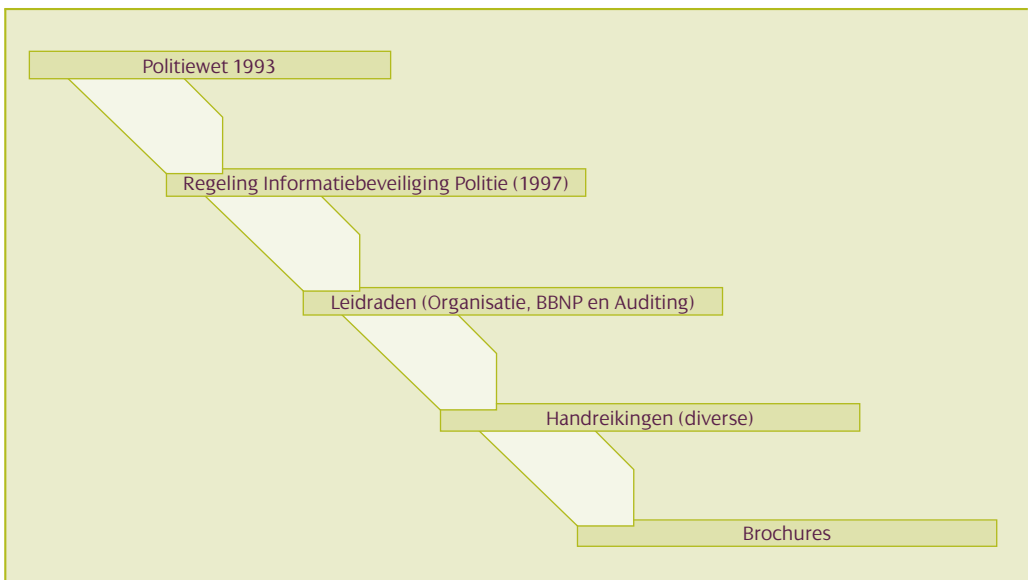 Politiewet 1993
Regeling Informatiebeveiliging Politie (1997)
Leidraden (Organisatie, BBNP en Auditing)
Handreikingen (diverse)
Brochures